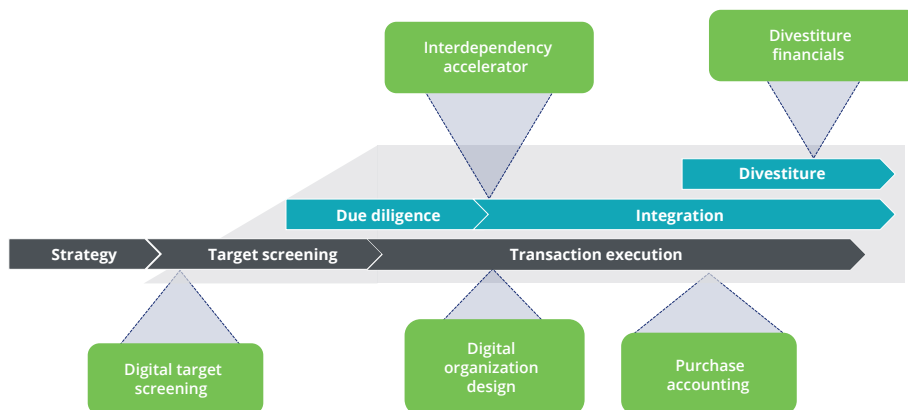 Interdependency
accelerator
Divestiture
financials
Divestiture
Due diligence
Integration
Strategy
Target screening
Transaction execution
Digital target
screening
Digital
organization
design
Purchase
accounting